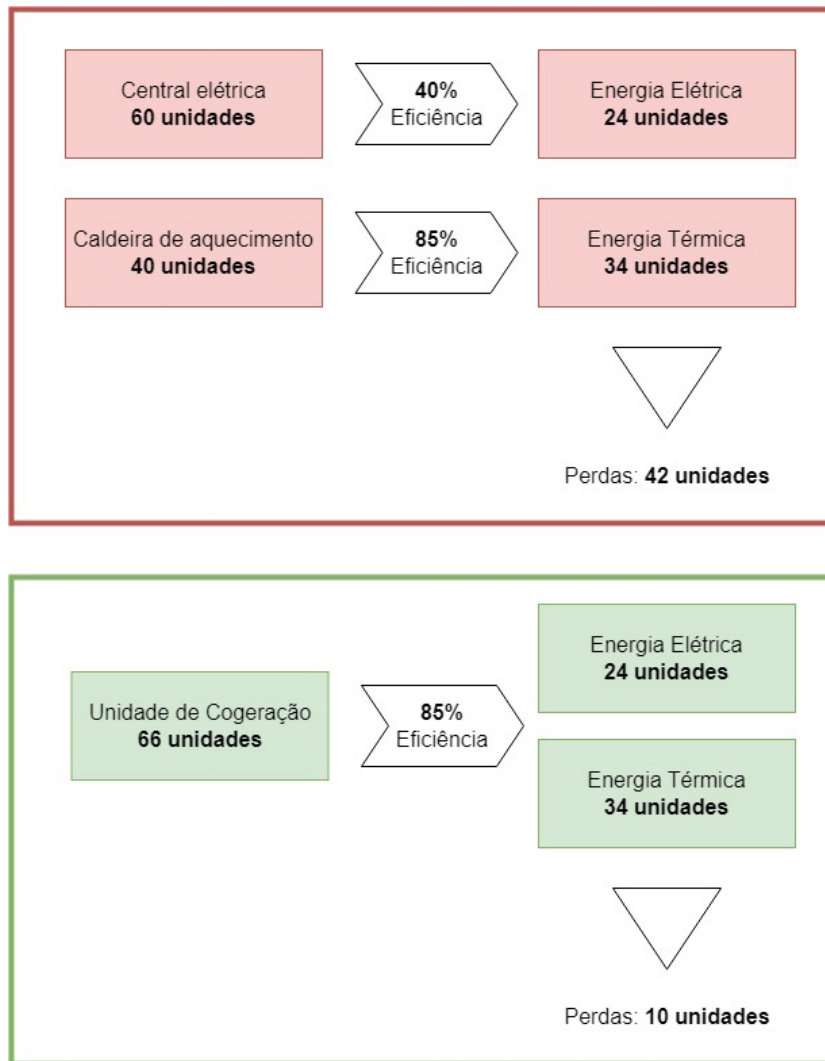 Central elétrica
60 unidades
40%
Eficiência
Energia Elétrica
24 unidades
Caldeira de aquecimento
40 unidades
85%
Eficiência
Energia Térmica
34 unidades
Perdas: 42 unidades
Unidade de Cogeração
66 unidades
85%
Eficiência
Energia Elétrica
24 unidades
Energia Térmica
34 unidades
Perdas: 10 unidades